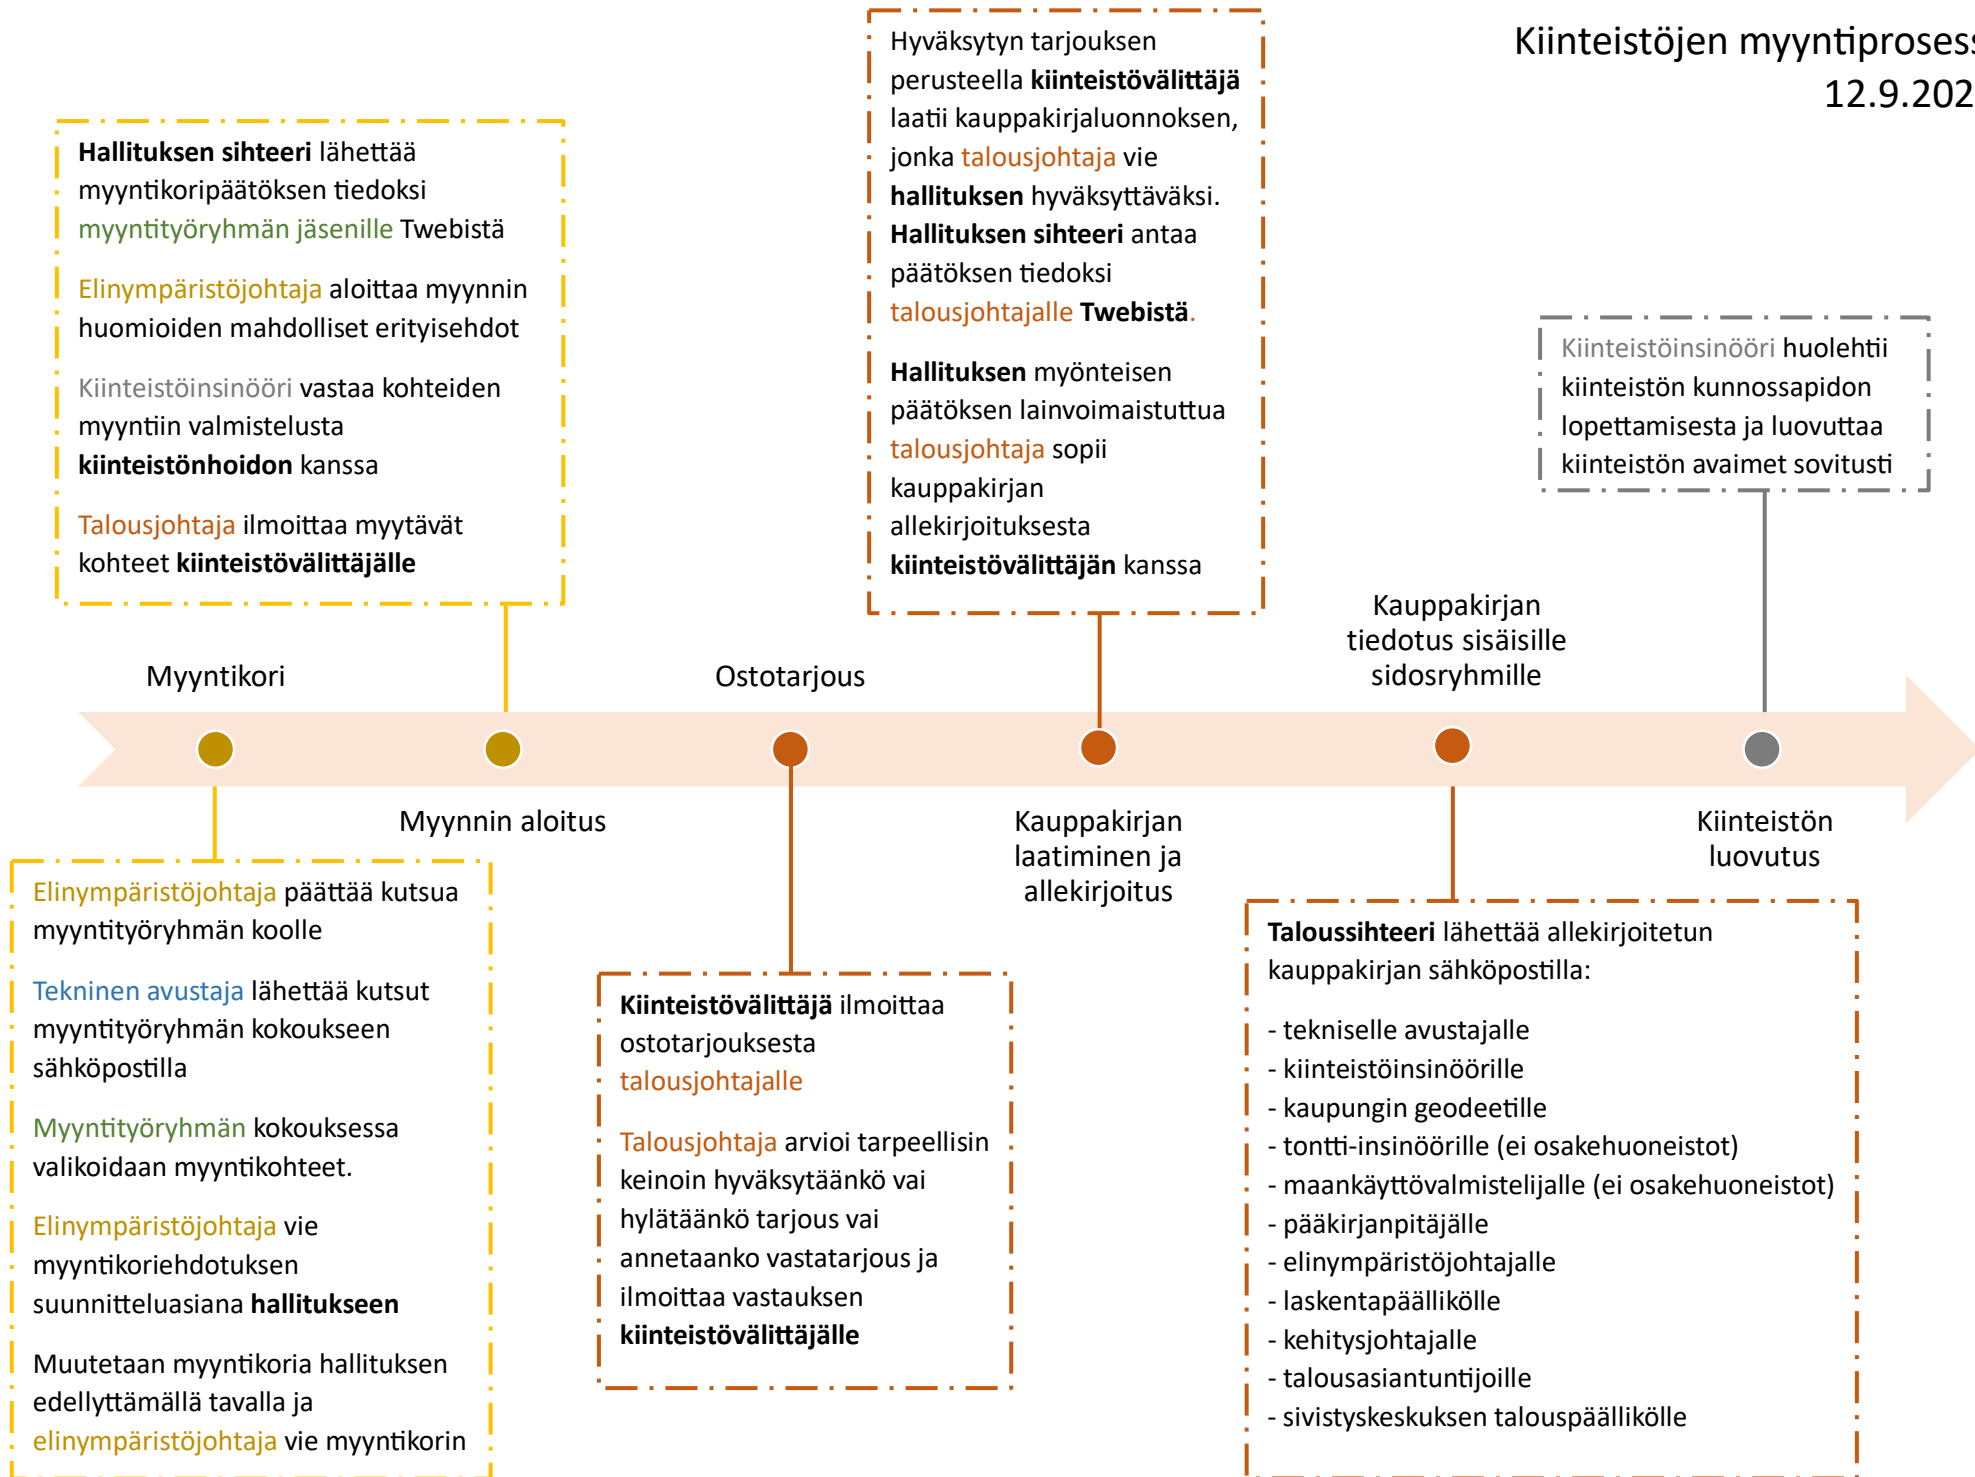 Kiinteistöjen myyntiprosess
12.9.202
Hallituksen sihteeri lähettää
myyntikoripäätöksen tiedoksi
myyntityöryhmän jäsenille Twebistä
Elinympäristöjohtaja aloittaa myynnin
huomioiden mahdolliset erityisehdot
Kiinteistöinsinööri vastaa kohteiden
myyntiin valmistelusta
kiinteistönhoidon kanssa
Talousjohtaja ilmoittaa myytävät
kohteet kiinteistövälittäjälle
Hyväksytyn tarjouksen
perusteella kiinteistövälittäjä
laatii kauppakirjaluonnoksen,
jonka talousjohtaja vie
hallituksen hyväksyttäväksi.
Hallituksen sihteeri antaa
päätöksen tiedoksi
talousjohtajalle Twebistä.
Hallituksen myönteisen
päätöksen lainvoimaistuttua
talousjohtaja sopii
kauppakirjan
allekirjoituksesta
kiinteistövälittäjän kanssa
Kiinteistöinsinööri huolehtii
kiinteistön kunnossapidon
lopettamisesta ja luovuttaa
kiinteistön avaimet sovitusti
Myyntikori
Ostotarjous
Kauppakirjan
tiedotus sisäisille
sidosryhmille
Myynnin aloitus
Kauppakirjan
laatiminen ja
allekirjoitus
Kiinteistön
luovutus
Elinympäristöjohtaja päättää kutsua
myyntityöryhmän koolle
Tekninen avustaja lähettää kutsut
myyntityöryhmän kokoukseen
sähköpostilla
Myyntityöryhmän kokouksessa
valikoidaan myyntikohteet.
Elinympäristöjohtaja vie
myyntikoriehdotuksen
suunnitteluasiana hallitukseen
Muutetaan myyntikoria hallituksen
edellyttämällä tavalla ja
elinympäristöjohtaja vie myyntikorin
Kiinteistövälittäjä ilmoittaa
ostotarjouksesta
talousjohtajalle
Talousjohtaja arvioi tarpeellisin
keinoin hyväksytäänkö vai
hylätäänkö tarjous vai
annetaanko vastatarjous ja
ilmoittaa vastauksen
kiinteistövälittäjälle
Taloussihteeri lähettää allekirjoitetun
kauppakirjan sähköpostilla:
- tekniselle avustajalle
- kiinteistöinsinöörille
- kaupungin geodeetille
- tontti-insinöörille (ei osakehuoneistot)
- maankäyttövalmistelijalle (ei osakehuoneistot)
- pääkirjanpitäjälle
- elinympäristöjohtajalle
- laskentapäällikölle
- kehitysjohtajalle
- talousasiantuntijoille
- sivistyskeskuksen talouspäällikölle